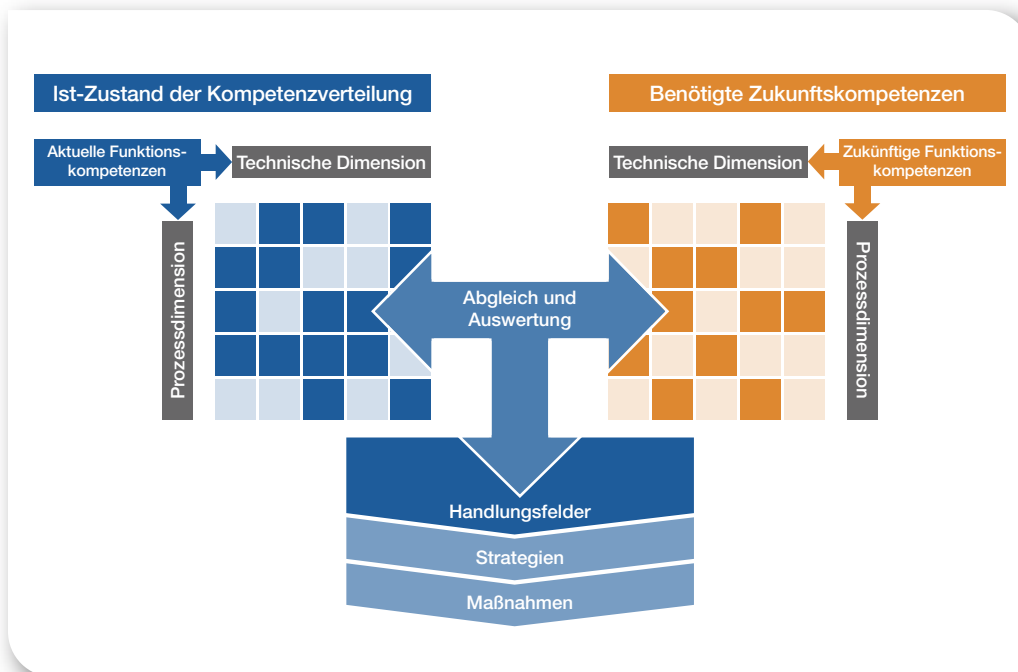 Ist-Zustand der Kompetenzverteilung
Benötigte Zukunftskompetenzen
Aktuelle Funktions-
kompetenzen
Technische Dimension
Technische Dimension
Zukünftige Funktions-
kompetenzen
Prozessdimension
Abgleich und
Auswertung
Prozessdimension
Handlungsfelder
Strategien
Maßnahmen